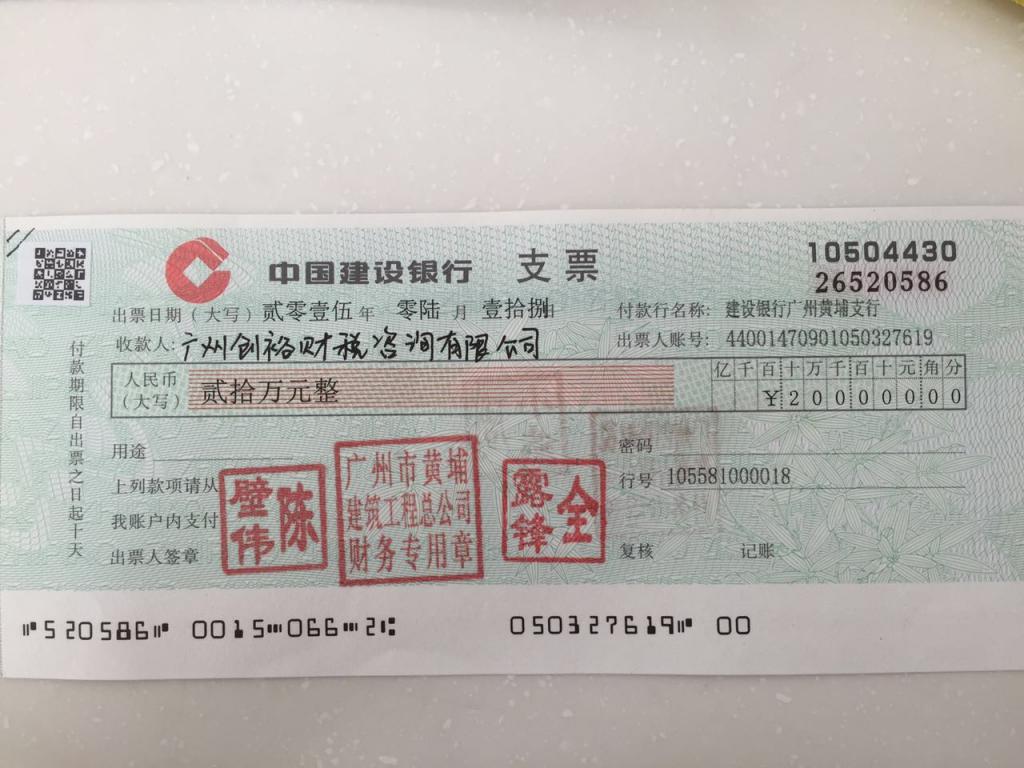 中国建设银行 支票 10504430
26520586
出票日期（大写）贰零壹伍 年 零陆 月 壹拾捌日 付款行名称：建设银行广州黄埔支行
收款人：广州创裕财税咨询有限公司 出票人账号：44001470901050327619
人民币（大写） 贰拾万元整 亿千百十万千百十元角分
¥20000000
用途 密码
上列款项请从 行号 105581000018
我账户内支付
出票人签章 复核 记账
付款期限自出票之日起十天
陈壁伟
广州市黄埔
建筑工程总公司
财务专用章
全露锋
⑈520586⑈ 0015⑉066⑉2⑆ 050327619⑈ 00